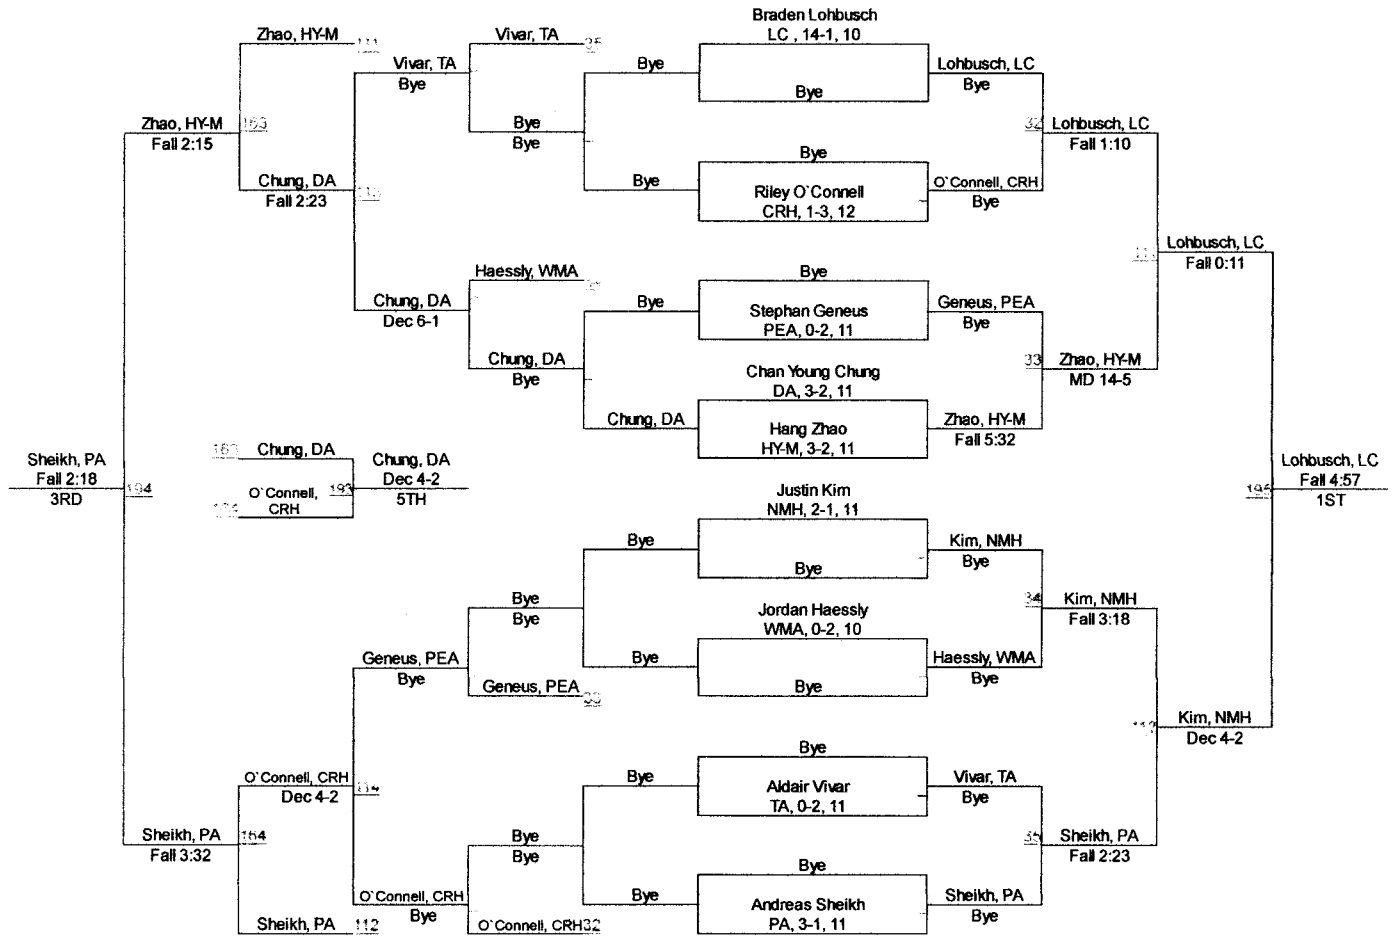 Braden Lohbusch
LC , 14-1, 10
Zhao, HY-M
111
Vivar, TA
35
Vivar, TA
Bye
Bye
Lohbusch, LC
Bye
Bye
Zhao, HY-M
163
Fall 2:15
Bye
Bye
32
Lohbusch, LC
Fall 1:10
Bye
Chung, DA
Fall 2:23
Bye
Riley O`Connell
CRH, 1-3, 12
O`Connell, CRH
Bye
Lohbusch, LC
Fall 0:11
Haessly, WMA
Bye
Chung, DA
Dec 6-1
Bye
Stephan Geneus
PEA, 0-2, 11
Geneus, PEA
Bye
Chung, DA
Bye
33
Zhao, HY-M
MD 14-5
Chan Young Chung
DA, 3-2, 11
Chung, DA
Hang Zhao
HY-M, 3-2, 11
Zhao, HY-M
Fall 5:32
163
Chung, DA
Sheikh, PA
Fall 2:18
3RD
194
O`Connell,
CRH
193
Chung, DA
Dec 4-2
5TH
Lohbusch, LC
Fall 4:57
1ST
Justin Kim
NMH, 2-1, 11
Bye
Bye
Kim, NMH
Bye
Bye
Bye
34
Kim, NMH
Fall 3:18
Jordan Haessly
WMA, 0-2, 10
Geneus, PEA
Bye
Bye
Bye
Haessly, WMA
Bye
Geneus, PEA
33
Kim, NMH
Dec 4-2
Bye
O`Connell, CRH
Dec 4-2
114
Bye
Aldair Vivar
TA, 0-2, 11
Vivar, TA
Bye
Sheikh, PA
Fall 3:32
164
Bye
Bye
35
Sheikh, PA
Fall 2:23
Bye
O`Connell, CRH
Bye
Bye
Andreas Sheikh
PA, 3-1, 11
Sheikh, PA
Bye
Sheikh, PA
112
O`Connell, CRH
32